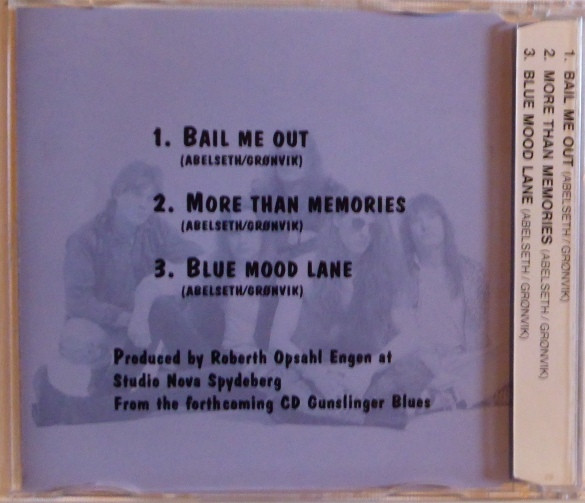 1. BAIL ME OUT
(ABELSETH/GRØNVIK)
2. MORE THAN MEMORIES
(ABELSETH/GRØNVIK)
3. BLUE MOOD LANE
(ABELSETH/GRØNVIK)
Produced by Roberth Opsahl Engen at
Studio Nova Spydeberg
From the forthcoming CD Gunslinger Blues
1. BAIL ME OUT (ABELSETH / GRØNVIK)
2. MORE THAN MEMORIES (ABELSETH / GRØNVIK)
3. BLUE MOOD LANE (ABELSETH / GRØNVIK)